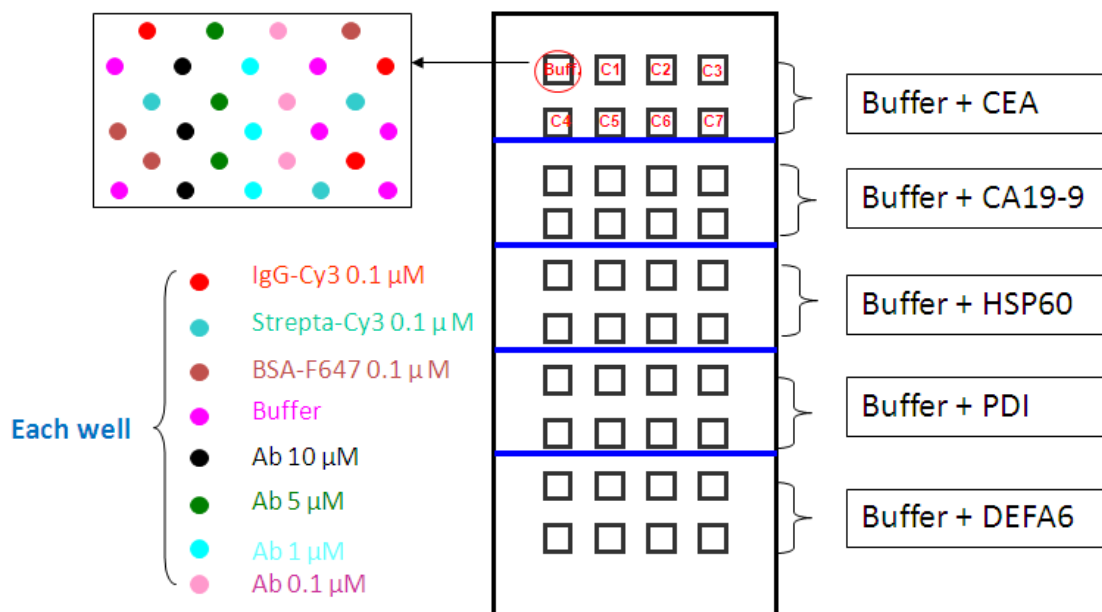 Buff.
C1
C2
C3
C4
C5
C6
C7
Buffer + CEA
Buffer + CA19-9
Buffer + HSP60
Buffer + PDI
Buffer + DEFA6
Each well
IgG-Cy3 0.1 µM
Strepta-Cy3 0.1 µ M
BSA-F647 0.1 µ M
Buffer
Ab 10 µM
Ab 5 µM
Ab 1 µM
Ab 0.1 µM